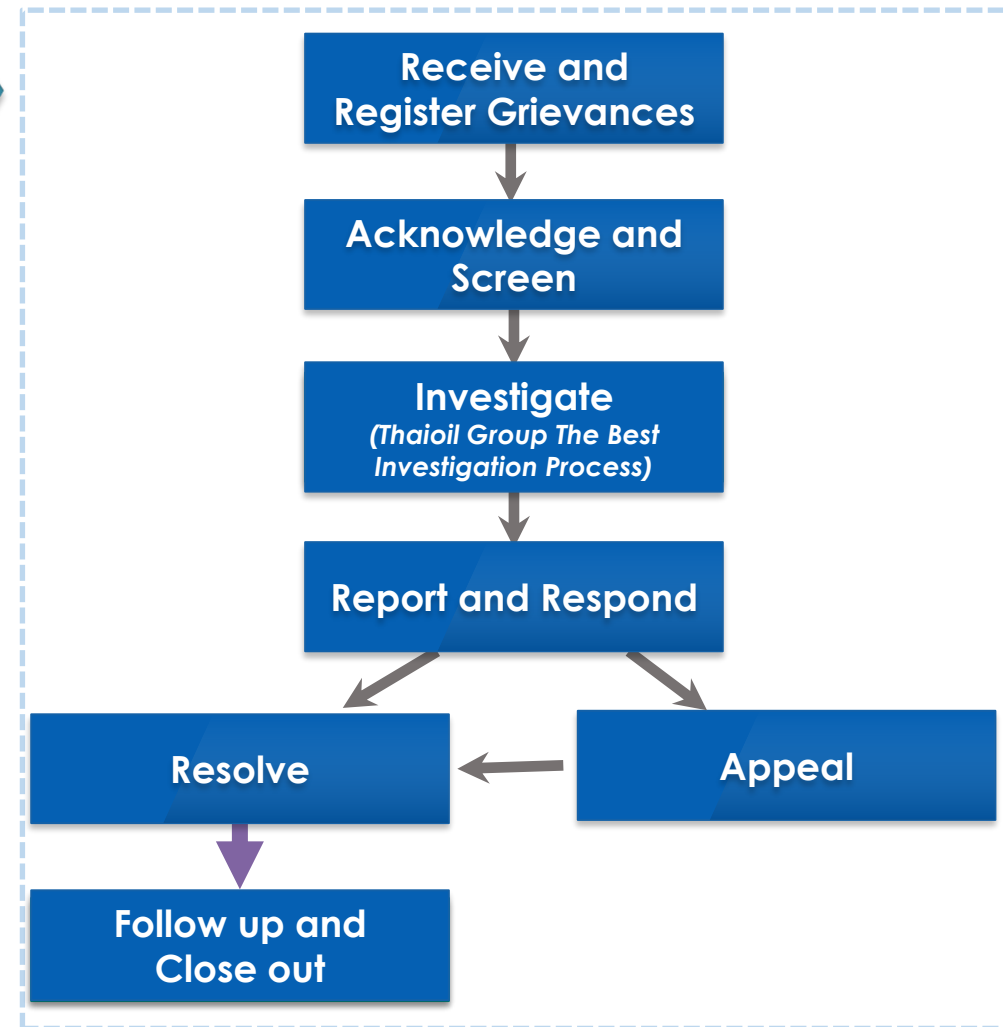 Receive and
Register Grievances
Acknowledge and
Screen
Investigate
(Thaioil Group The Best
Investigation Process)
Report and Respond
Resolve
Appeal
Follow up and
Close out